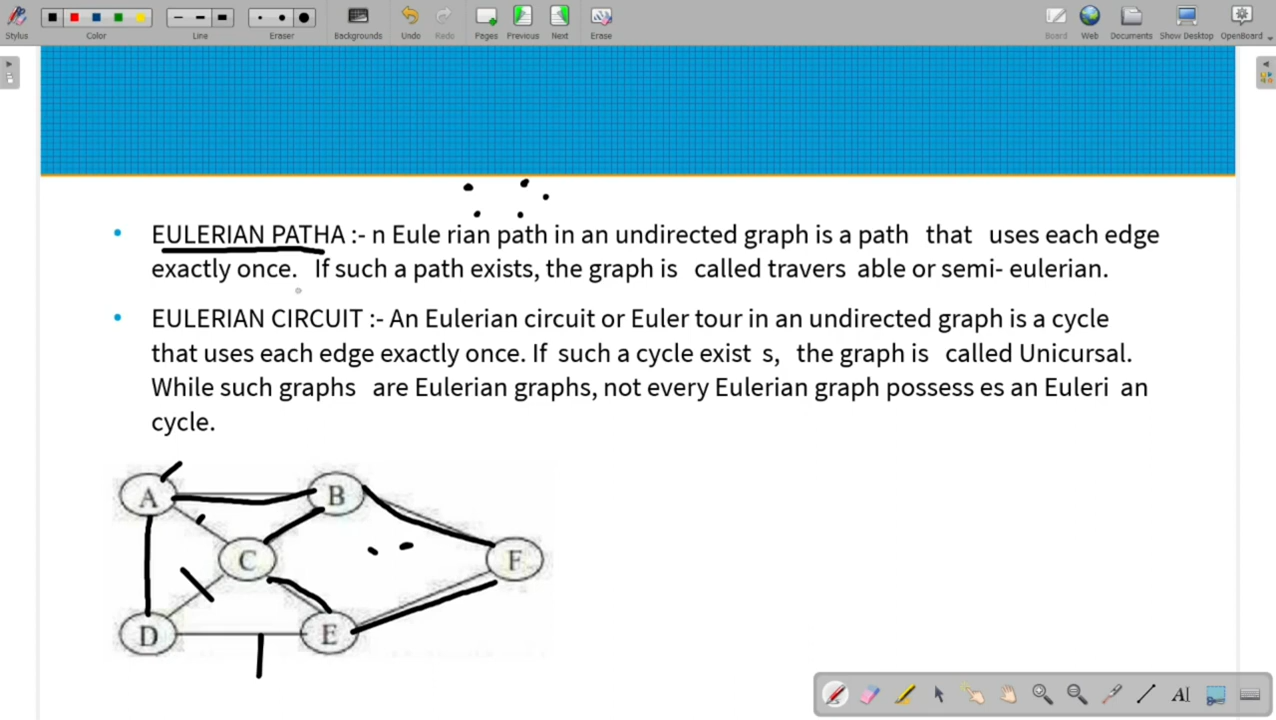 Stylus Color Line Eraser Backgrounds Undo Redo Pages Previous Next Erase Board Web Documents Show Desktop OpenBoard
EULERIAN PATHA :- n Eule rian path in an undirected graph is a path that uses each edge
exactly once. If such a path exists, the graph is called travers able or semi- eulerian.
EULERIAN CIRCUIT :- An Eulerian circuit or Euler tour in an undirected graph is a cycle
that uses each edge exactly once. If such a cycle exist s, the graph is called Unicursal.
While such graphs are Eulerian graphs, not every Eulerian graph possess es an Euleri an
cycle.
A B
C F
D E
AI